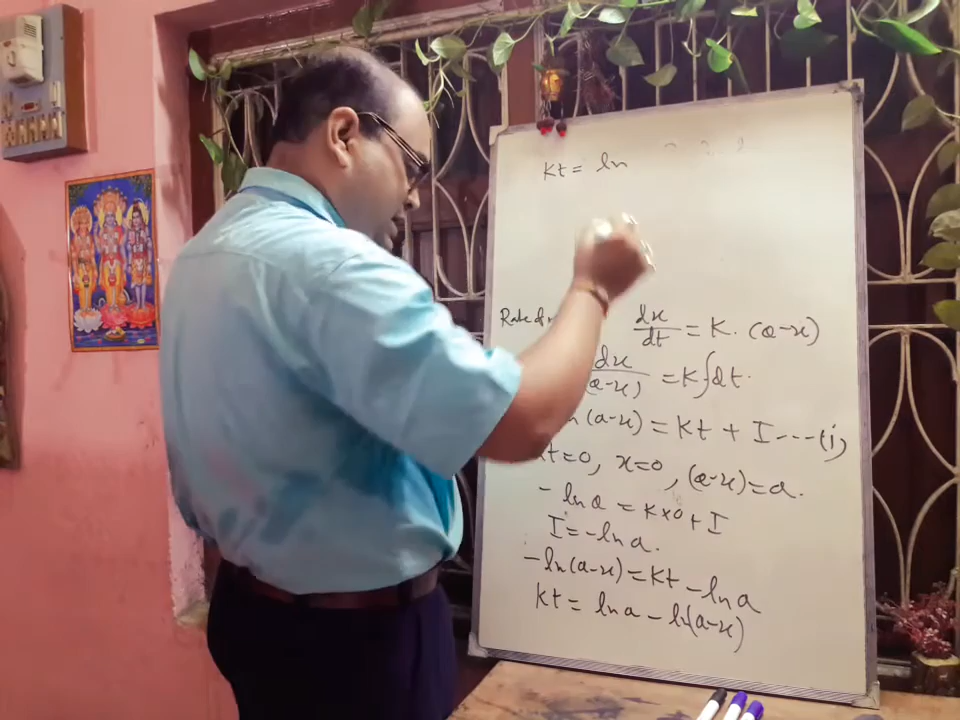 kt = ln
Rate of
dx/dt = K. (a-x)
dx/(a-x) = K∫dt.
(a-x) = Kt + I --- (i)
t=0, x=0, (a-x)=a.
-ln a = K×0 + I
I = -ln a.
-ln(a-x) = Kt - ln a
kt = ln a - ln(a-x)